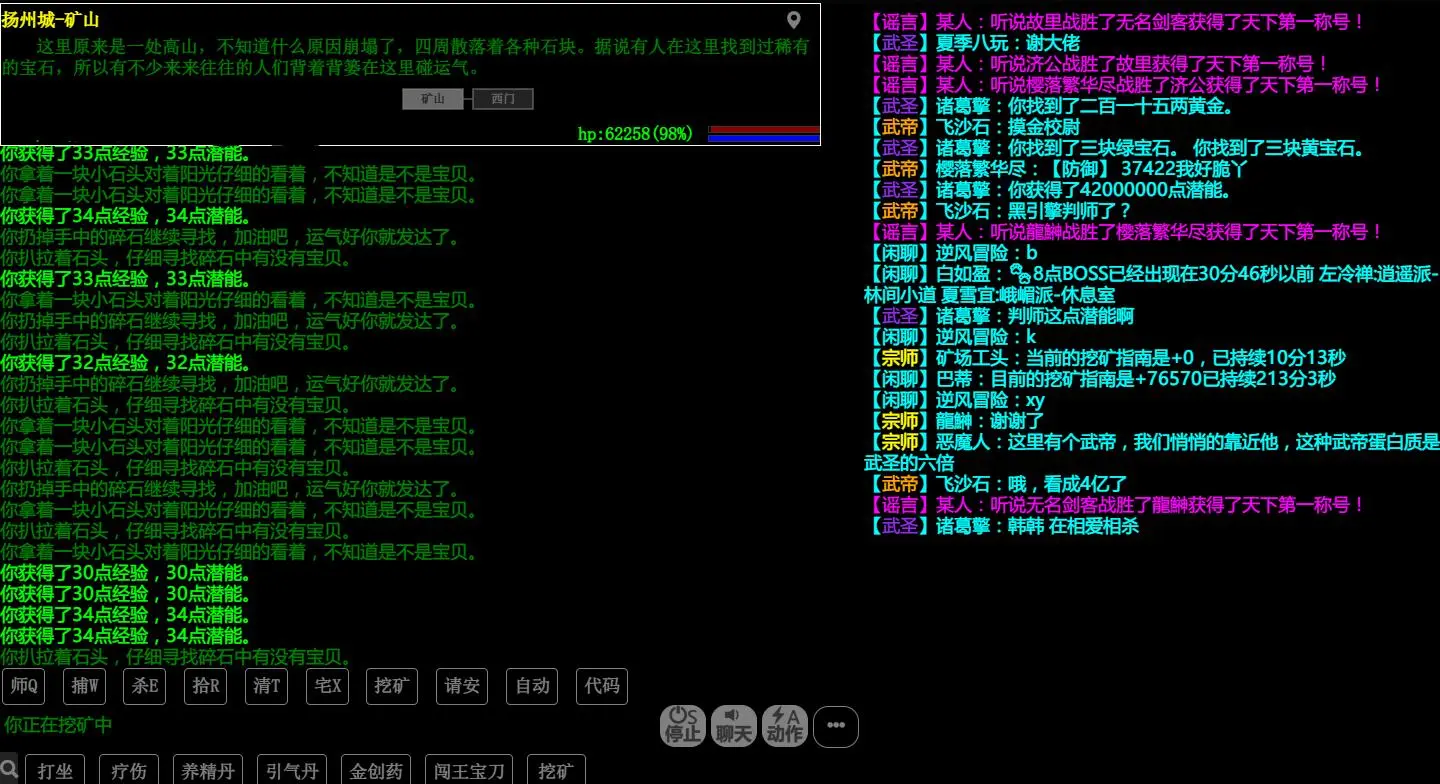 扬州城-矿山
这里原来是一处高山，不知道什么原因崩塌了，四周散落着各种石块。据说有人在这里找到过稀有
的宝石，所以有不少来来往往的人们背着背篓在这里碰运气。
矿山 西门
hp:62258(98%)
你获得了33点经验，33点潜能。
你拿着一块小石头对着阳光仔细的看着，不知道是不是宝贝。
你拿着一块小石头对着阳光仔细的看着，不知道是不是宝贝。
你获得了34点经验，34点潜能。
你扔掉手中的碎石继续寻找，加油吧，运气好你就发达了。
你扒拉着石头，仔细寻找碎石中有没有宝贝。
你获得了33点经验，33点潜能。
你拿着一块小石头对着阳光仔细的看着，不知道是不是宝贝。
你扔掉手中的碎石继续寻找，加油吧，运气好你就发达了。
你扒拉着石头，仔细寻找碎石中有没有宝贝。
你获得了32点经验，32点潜能。
你扔掉手中的碎石继续寻找，加油吧，运气好你就发达了。
你扒拉着石头，仔细寻找碎石中有没有宝贝。
你拿着一块小石头对着阳光仔细的看着，不知道是不是宝贝。
你拿着一块小石头对着阳光仔细的看着，不知道是不是宝贝。
你扒拉着石头，仔细寻找碎石中有没有宝贝。
你扔掉手中的碎石继续寻找，加油吧，运气好你就发达了。
你拿着一块小石头对着阳光仔细的看着，不知道是不是宝贝。
你扒拉着石头，仔细寻找碎石中有没有宝贝。
你拿着一块小石头对着阳光仔细的看着，不知道是不是宝贝。
你获得了30点经验，30点潜能。
你获得了30点经验，30点潜能。
你获得了34点经验，34点潜能。
你获得了34点经验，34点潜能。
你扒拉着石头，仔细寻找碎石中有没有宝贝。
师Q 捕W 杀E 拾R 清T 宅X 挖矿 请安 自动 代码
你正在挖矿中
S停止 聊天 A动作
打坐 疗伤 养精丹 引气丹 金创药 闯王宝刀 挖矿
【谣言】某人：听说故里战胜了无名剑客获得了天下第一称号！
【武圣】夏季八玩：谢大佬
【谣言】某人：听说济公战胜了故里获得了天下第一称号！
【谣言】某人：听说樱落繁华尽战胜了济公获得了天下第一称号！
【武圣】诸葛擎：你找到了二百一十五两黄金。
【武帝】飞沙石：摸金校尉
【武圣】诸葛擎：你找到了三块绿宝石。 你找到了三块黄宝石。
【武帝】樱落繁华尽：【防御】 37422我好脆丫
【武圣】诸葛擎：你获得了42000000点潜能。
【武帝】飞沙石：黑引擎判师了？
【谣言】某人：听说龍鰰战胜了樱落繁华尽获得了天下第一称号！
【闲聊】逆风冒险：b
【闲聊】白如盈：8点BOSS已经出现在30分46秒以前 左冷禅:逍遥派-
林间小道 夏雪宜:峨嵋派-休息室
【武圣】诸葛擎：判师这点潜能啊
【闲聊】逆风冒险：k
【宗师】矿场工头：当前的挖矿指南是+0，已持续10分13秒
【闲聊】巴蒂：目前的挖矿指南是+76570已持续213分3秒
【闲聊】逆风冒险：xy
【宗师】龍鰰：谢谢了
【宗师】恶魔人：这里有个武帝，我们悄悄的靠近他，这种武帝蛋白质是
武圣的六倍
【武帝】飞沙石：哦，看成4亿了
【谣言】某人：听说无名剑客战胜了龍鰰获得了天下第一称号！
【武圣】诸葛擎：韩韩 在相爱相杀